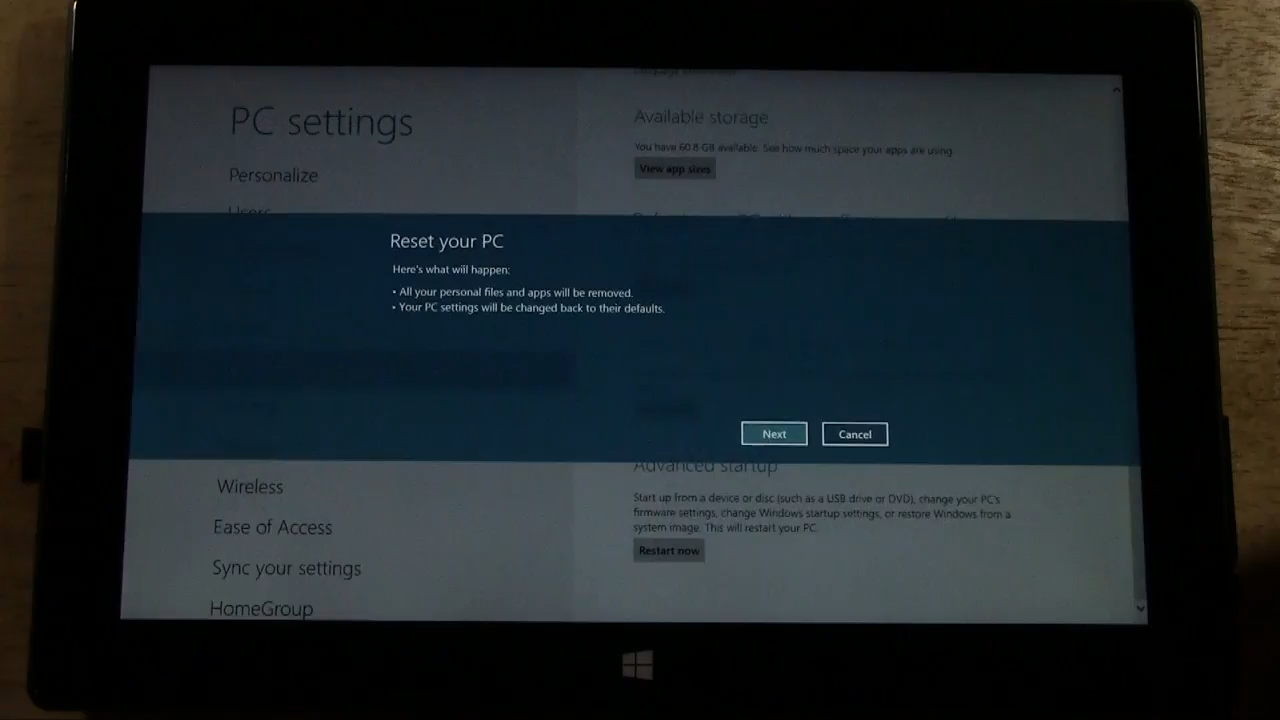 PC settings
Personalize
Users
Available storage
You have 60.8 GB available. See how much space your apps are using.
View app sizes
Reset your PC
Here's what will happen:
• All your personal files and apps will be removed.
• Your PC settings will be changed back to their defaults.
Next
Cancel
Wireless
Ease of Access
Sync your settings
HomeGroup
Advanced startup
Start up from a device or disc (such as a USB drive or DVD), change your PC's
firmware settings, change Windows startup settings, or restore Windows from a
system image. This will restart your PC.
Restart now